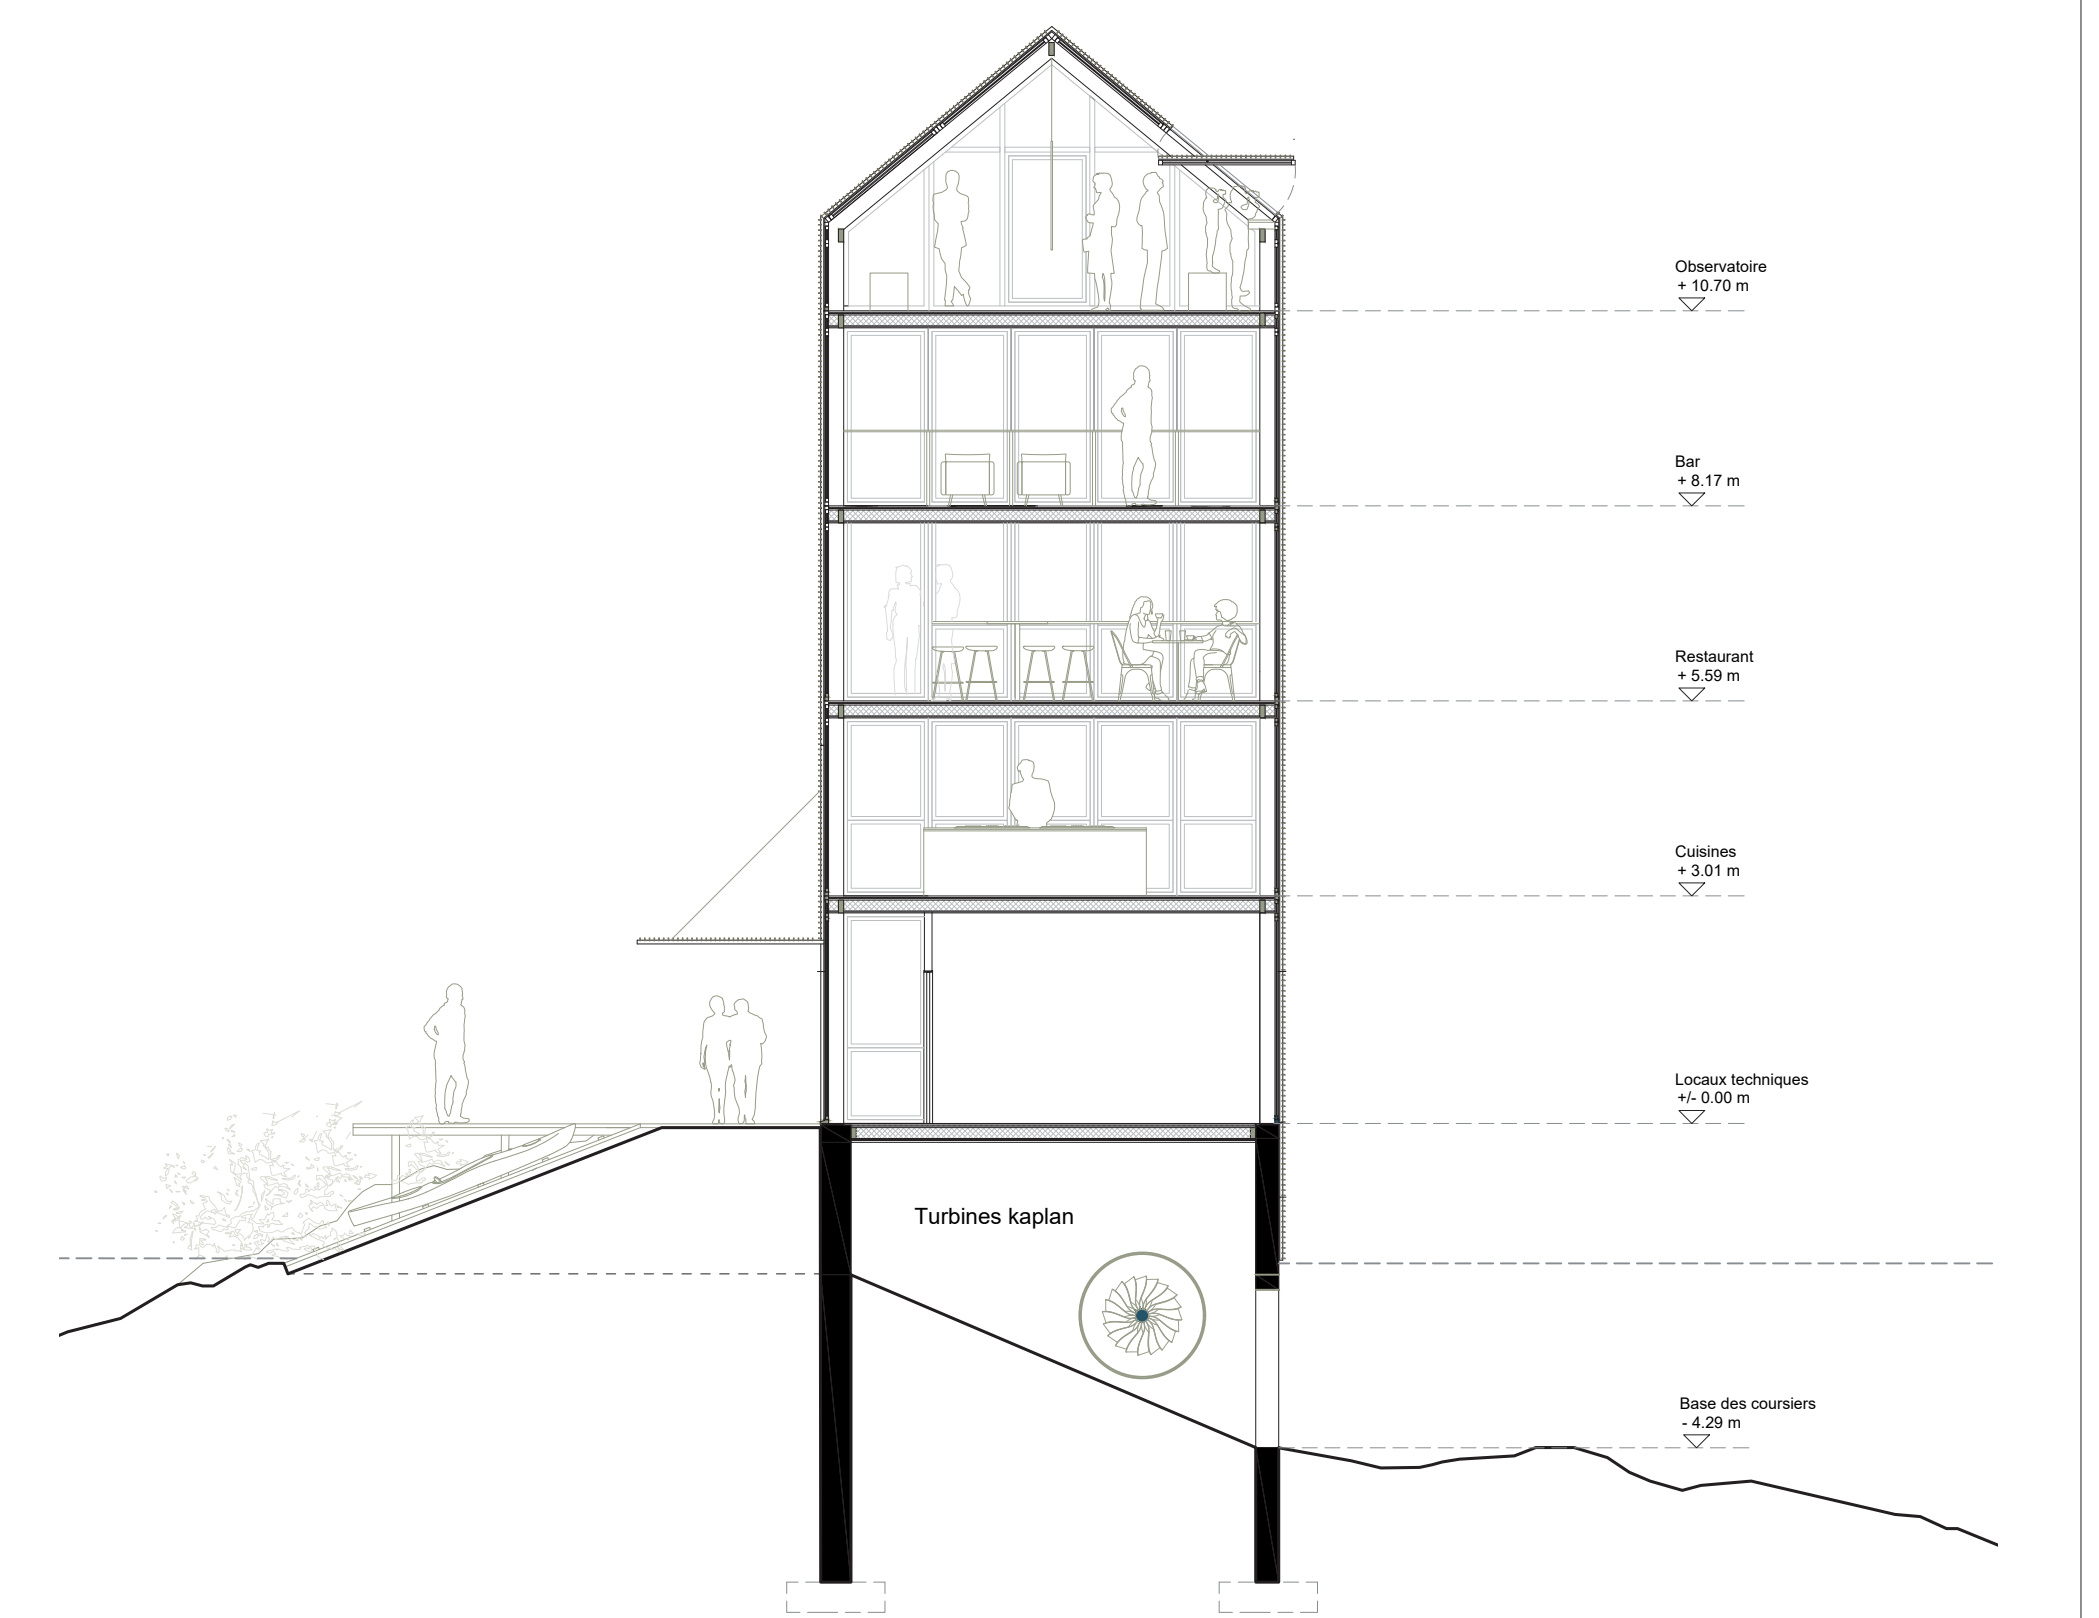 Observatoire
+ 10.70 m
Bar
+ 8.17 m
Restaurant
+ 5.59 m
Cuisines
+ 3.01 m
Locaux techniques
+/- 0.00 m
Turbines kaplan
Base des coursiers
- 4.29 m